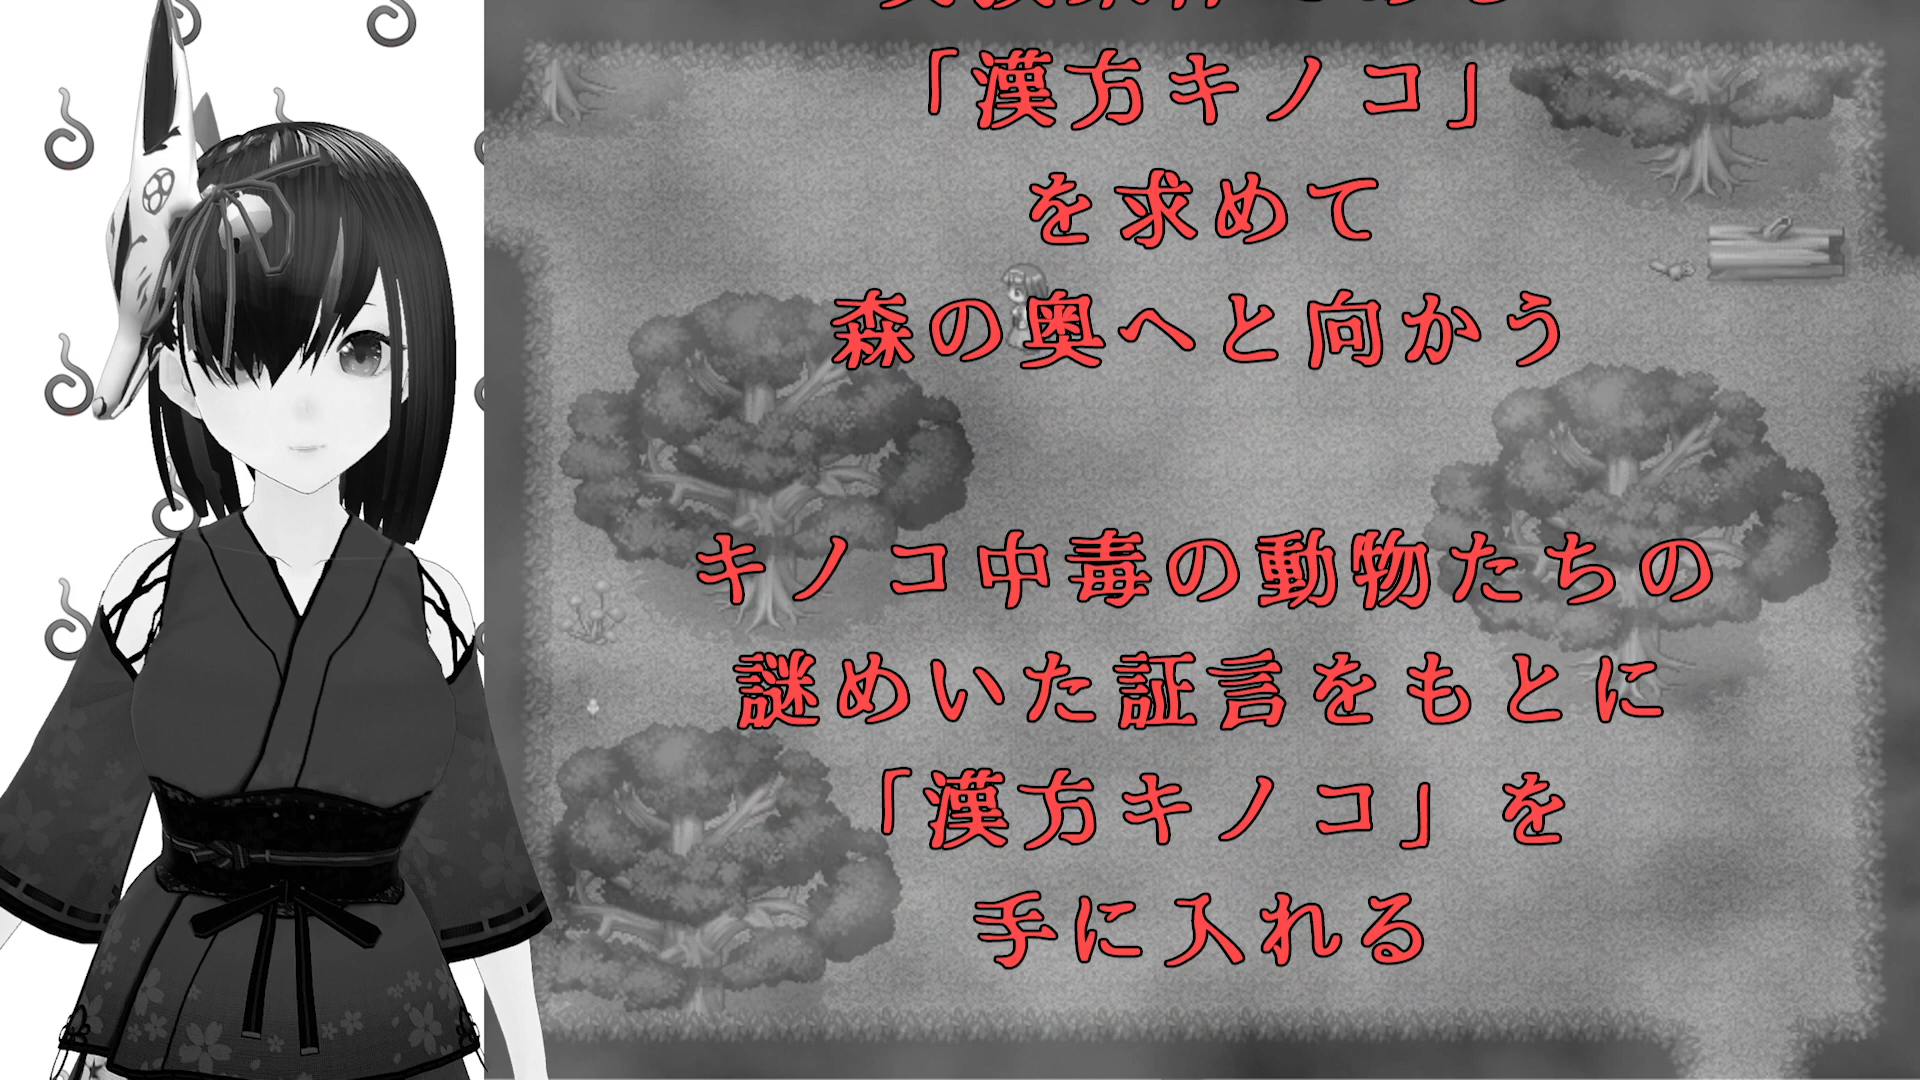 「漢方キノコ」
を求めて
森の奥へと向かう
キノコ中毒の動物たちの
謎めいた証言をもとに
「漢方キノコ」を
手に入れる